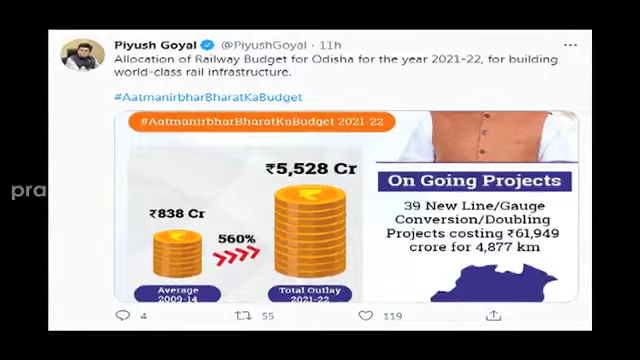 Piyush Goyal @PiyushGoyal · 11h
Allocation of Railway Budget for Odisha for the year 2021-22, for building
world-class rail infrastructure.
#AatmanirbharBharatKaBudget
#AatmanirbharBharatKaBudget 2021-22
₹5,528 Cr
₹838 Cr
560%
Average
2009-14
Total Outlay
2021-22
On Going Projects
39 New Line/Gauge
Conversion/Doubling
Projects costing ₹61,949
crore for 4,877 km
pra
4
55
119